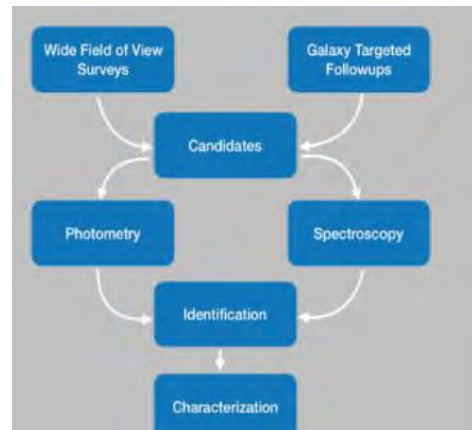 Wide Field of View
Surveys
Galaxy Targeted
Followups
Candidates
Photometry
Spectroscopy
Identification
Characterization